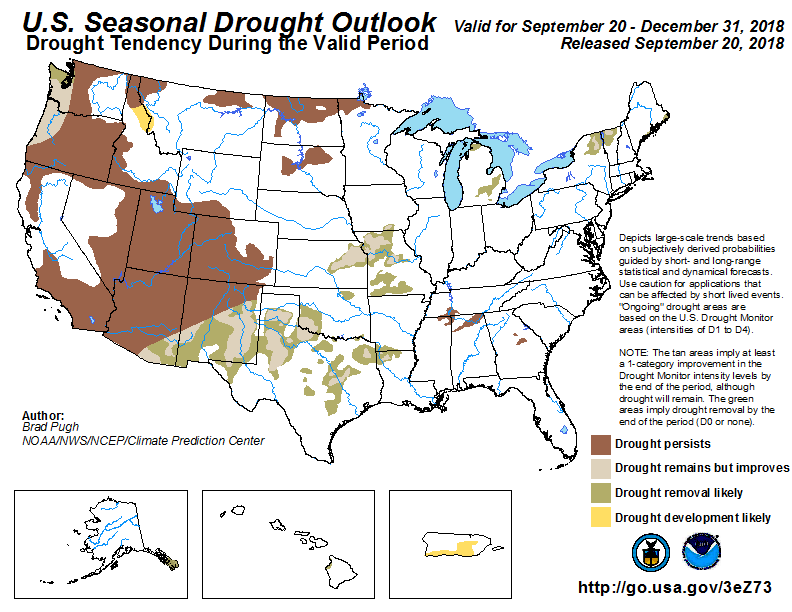 U.S. Seasonal Drought Outlook
Drought Tendency During the Valid Period
Valid for September 20 - December 31, 2018
Released September 20, 2018
Depicts large-scale trends based
on subjectively derived probabilities
guided by short- and long-range
statistical and dynamical forecasts.
Use caution for applications that
can be affected by short lived events.
"Ongoing" drought areas are
based on the U.S. Drought Monitor
areas (intensities of D1 to D4).
NOTE: The tan areas imply at least
a 1-category improvement in the
Drought Monitor intensity levels by
the end of the period, although
drought will remain. The green
areas imply drought removal by the
end of the period (D0 or none).
Author:
Brad Pugh
NOAA/NWS/NCEP/Climate Prediction Center
Drought persists
Drought remains but improves
Drought removal likely
Drought development likely
http://go.usa.gov/3eZ73